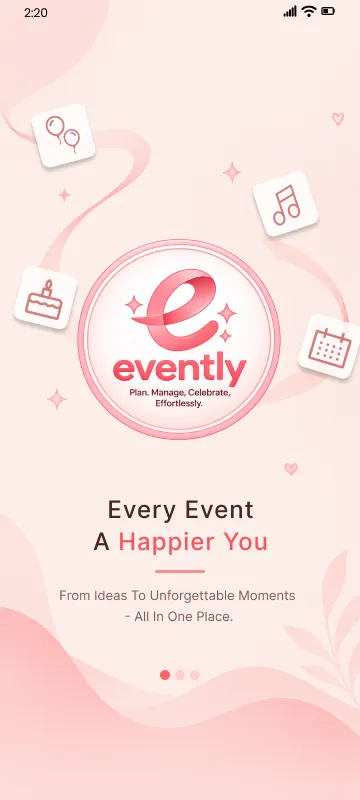 2:20
evently
Plan. Manage, Celebrate,
Effortlessly.
Every Event
A Happier You
From Ideas To Unforgettable Moments
- All In One Place.